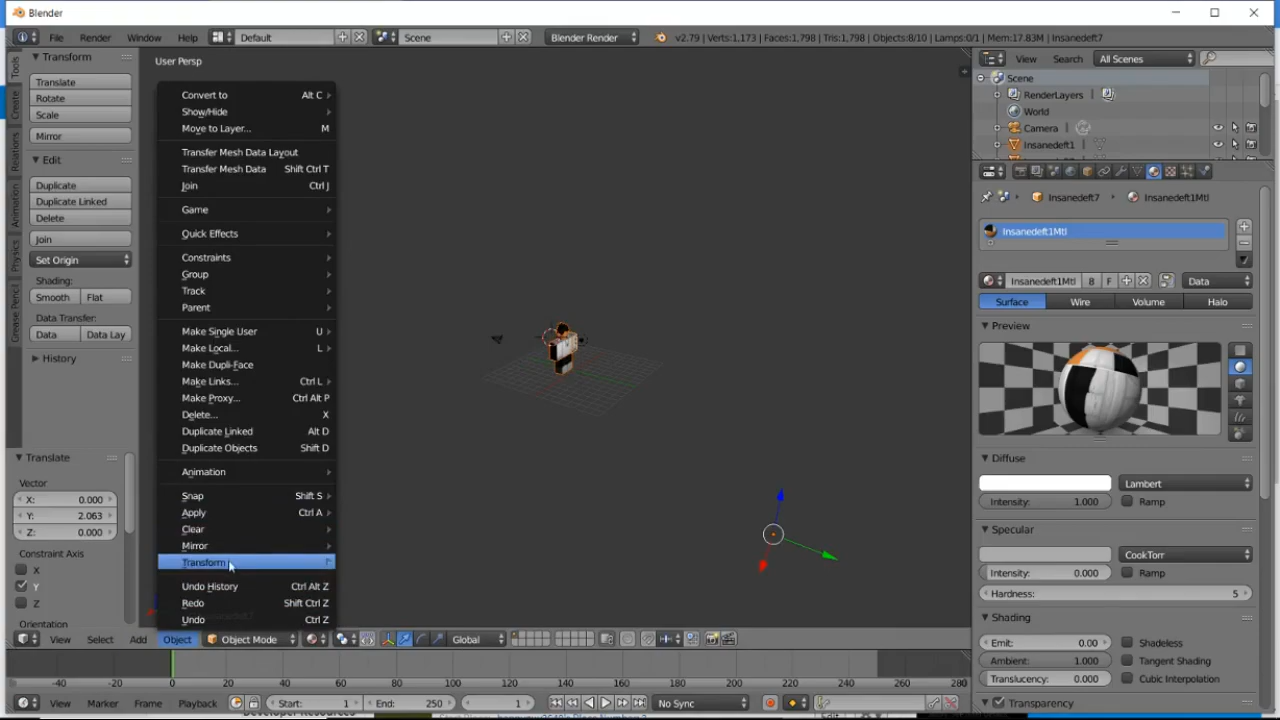 Blender
File Render Window Help Default Scene Blender Render v2.79 | Verts:1,173 | Faces:1,798 | Tris:1,798 | Objects:8/10 | Lamps:0/1 | Mem:17.83M | Insanedeft7
Tools
Create
Relations
Animation
Physics
Grease Pencil
Transform
Translate
Rotate
Scale
Mirror
Edit
Duplicate
Duplicate Linked
Delete
Join
Set Origin
Shading:
Smooth Flat
Data Transfer:
Data Data Lay
History
Translate
Vector
X: 0.000
Y: 2.063
Z: 0.000
Constraint Axis
X
Y
Z
Orientation
User Persp
Convert to Alt C
Show/Hide
Move to Layer... M
Transfer Mesh Data Layout
Transfer Mesh Data Shift Ctrl T
Join Ctrl J
Game
Quick Effects
Constraints
Group
Track
Parent
Make Single User U
Make Local... L
Make Dupli-Face
Make Links... Ctrl L
Make Proxy... Ctrl Alt P
Delete... X
Duplicate Linked Alt D
Duplicate Objects Shift D
Animation
Snap Shift S
Apply Ctrl A
Clear
Mirror
Transform
Undo History Ctrl Alt Z
Redo Shift Ctrl Z
Undo Ctrl Z
View Select Add Object Object Mode Global
-40 -20 0 20 40 60 80 100 120 140 160 180 200 220 240 260 280
View Marker Frame Playback Start: 1 End: 250 1 No Sync
View Search All Scenes
Scene
RenderLayers
World
Camera
Insanedeft1
Insanedeft7 Insanedeft1Mtl
Insanedeft1Mtl
Insanedeft1Mtl 8 F Data
Surface Wire Volume Halo
Preview
Diffuse
Lambert
Intensity: 1.000 Ramp
Specular
CookTorr
Intensity: 0.000 Ramp
Hardness: 5
Shading
Emit: 0.00 Shadeless
Ambient: 1.000 Tangent Shading
Translucency: 0.000 Cubic Interpolation
Transparency